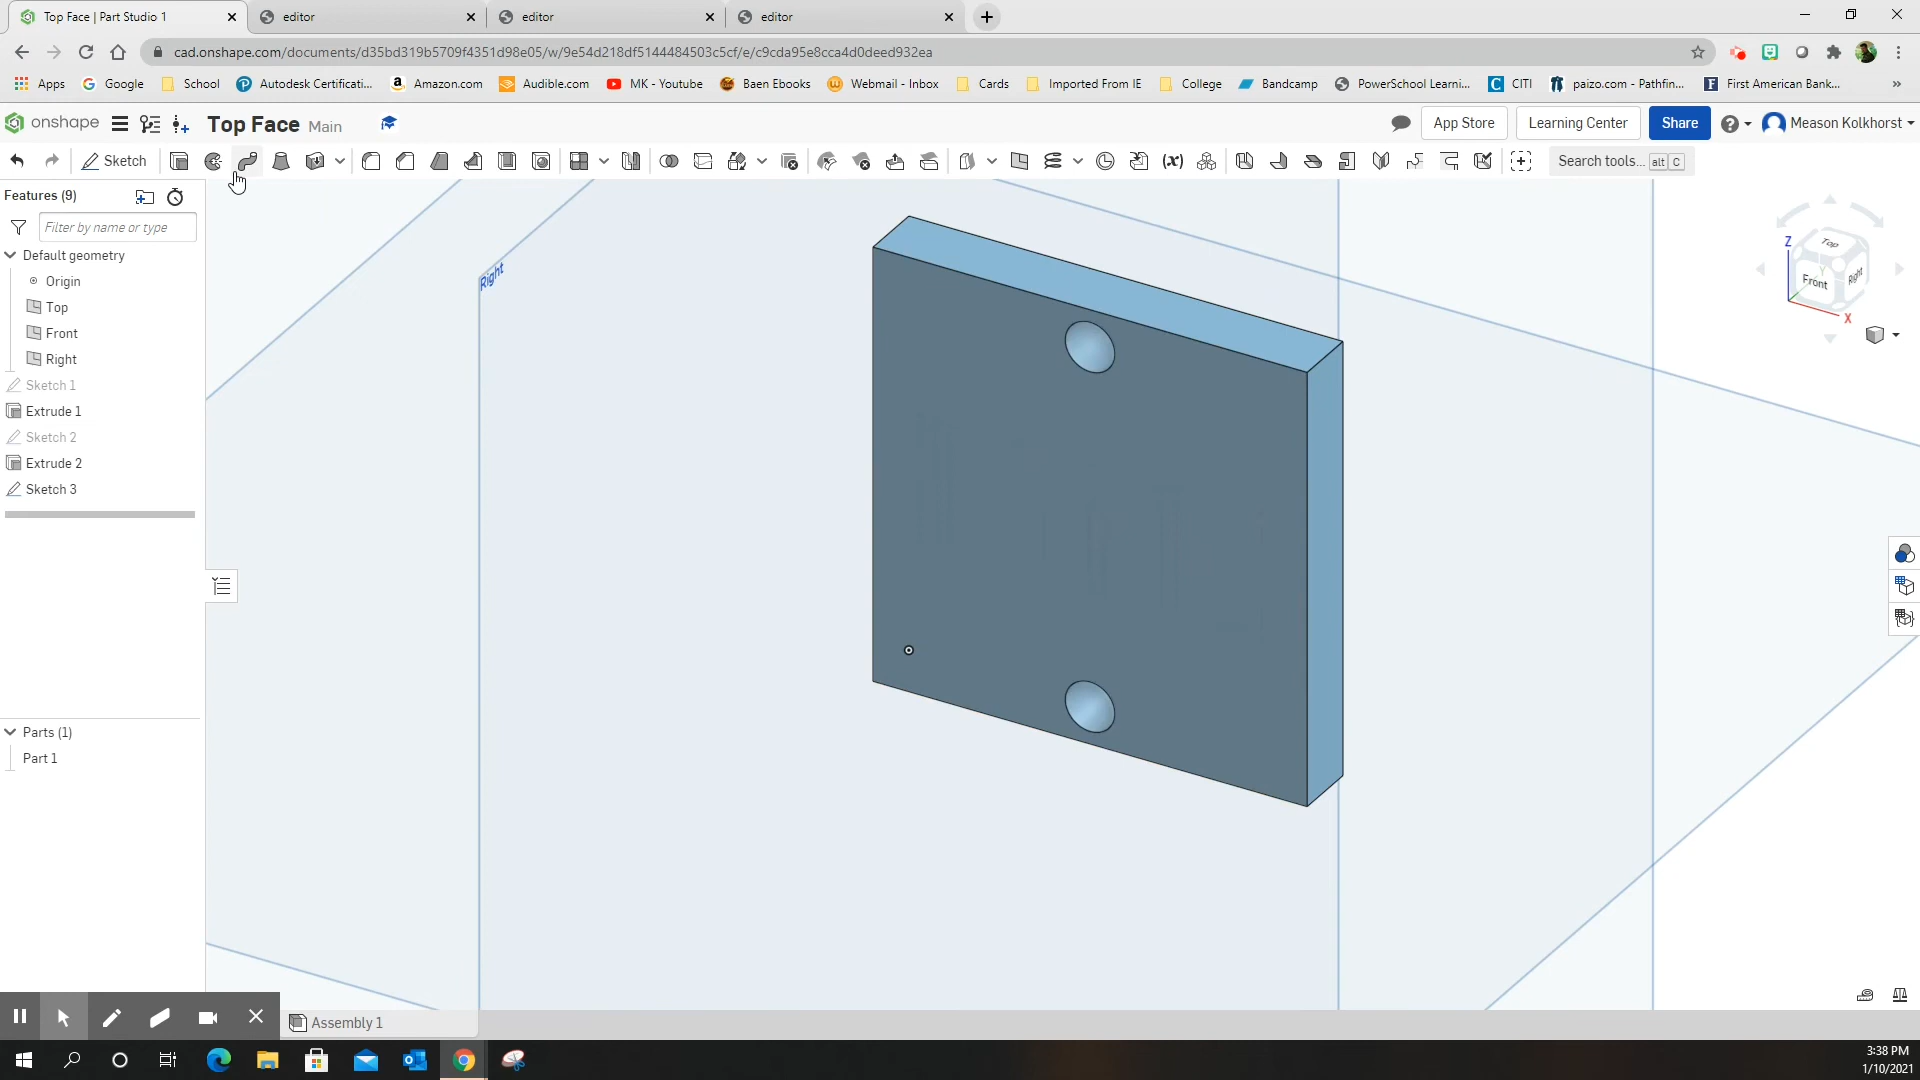 Top Face | Part Studio 1
editor
editor
editor
cad.onshape.com/documents/d35bd319b5709f4351d98e05/w/9e54d218df5144484503c5cf/e/c9cda95e8cca4d0deed932ea
Apps
Google
School
Autodesk Certificati...
Amazon.com
Audible.com
MK - Youtube
Baen Ebooks
Webmail - Inbox
Cards
Imported From IE
College
Bandcamp
PowerSchool Learni...
CITI
paizo.com - Pathfin...
First American Bank...
onshape
Top Face Main
App Store
Learning Center
Share
Meason Kolkhorst
Sketch
Search tools... alt C
Features (9)
Filter by name or type
Default geometry
Origin
Top
Front
Right
Sketch 1
Extrude 1
Sketch 2
Extrude 2
Sketch 3
Right
Z
Top
Y
Front
Right
X
Parts (1)
Part 1
Assembly 1
3:38 PM
1/10/2021